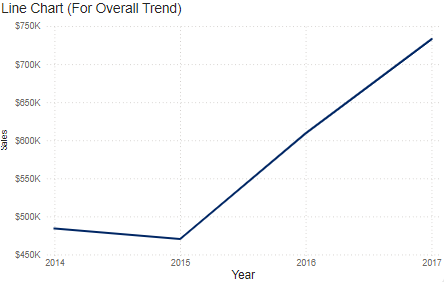 Line Chart (For Overall Trend)
$750K
$700K
$650K
$600K
$550K
$500K
$450K
Sales
2014 2015 2016 2017
Year